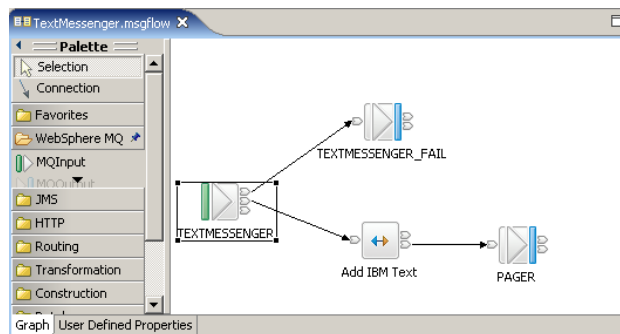 TextMessenger.msgflow
Palette
Selection
Connection
Favorites
WebSphere MQ
MQInput
JMS
HTTP
Routing
Transformation
Construction
TEXTMESSENGER_FAIL
TEXTMESSENGER
Add IBM Text
PAGER
Graph
User Defined Properties